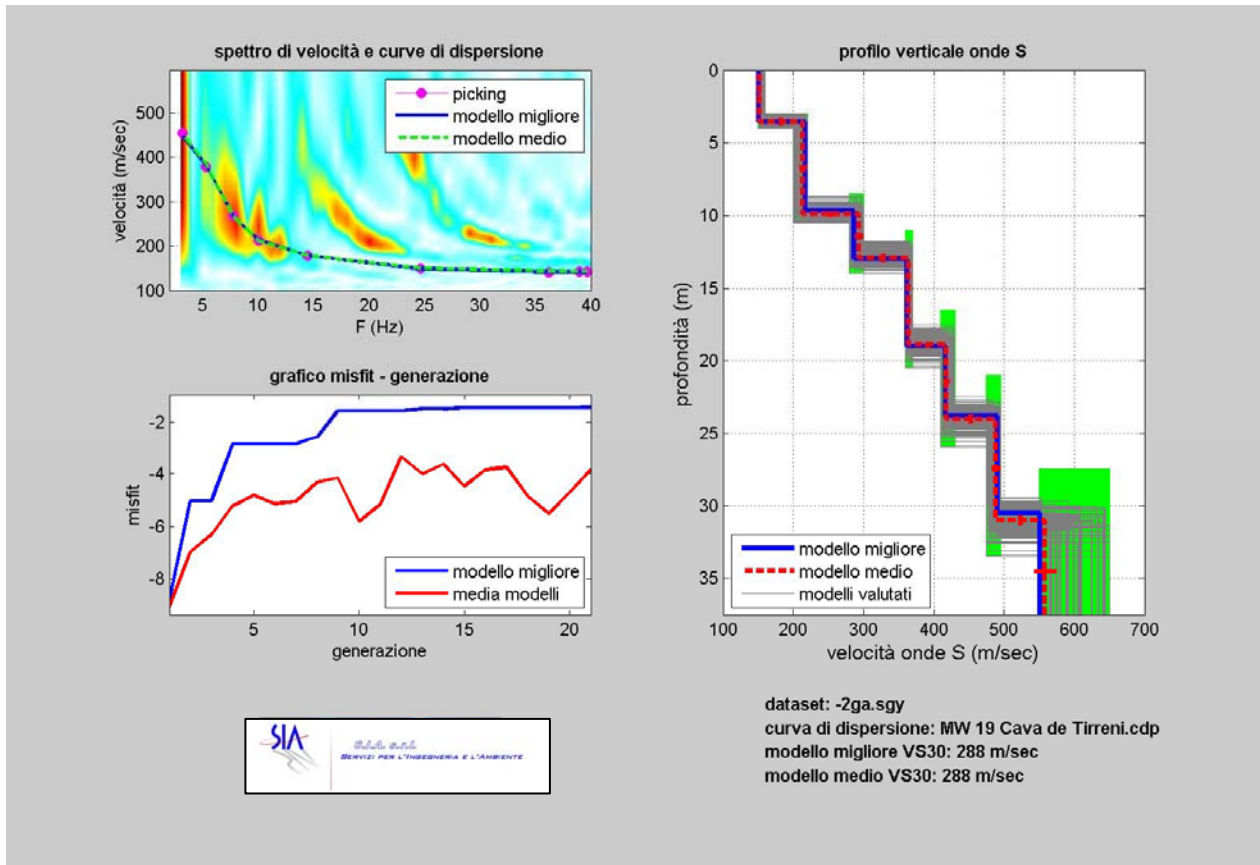 spettro di velocità e curve di dispersione
picking
modello migliore
modello medio
velocità (m/sec)
500
400
300
200
100
5
10
15
20
25
30
35
40
F (Hz)
grafico misfit - generazione
misfit
-2
-4
-6
-8
modello migliore
media modelli
5
10
15
20
generazione
profilo verticale onde S
profondità (m)
0
5
10
15
20
25
30
35
modello migliore
modello medio
modelli valutati
100
200
300
400
500
600
700
velocità onde S (m/sec)
SIA
S.I.A. s.r.l.
SERVIZI PER L'INGEGNERIA E L'AMBIENTE
dataset: -2ga.sgy
curva di dispersione: MW 19 Cava de Tirreni.cdp
modello migliore VS30: 288 m/sec
modello medio VS30: 288 m/sec